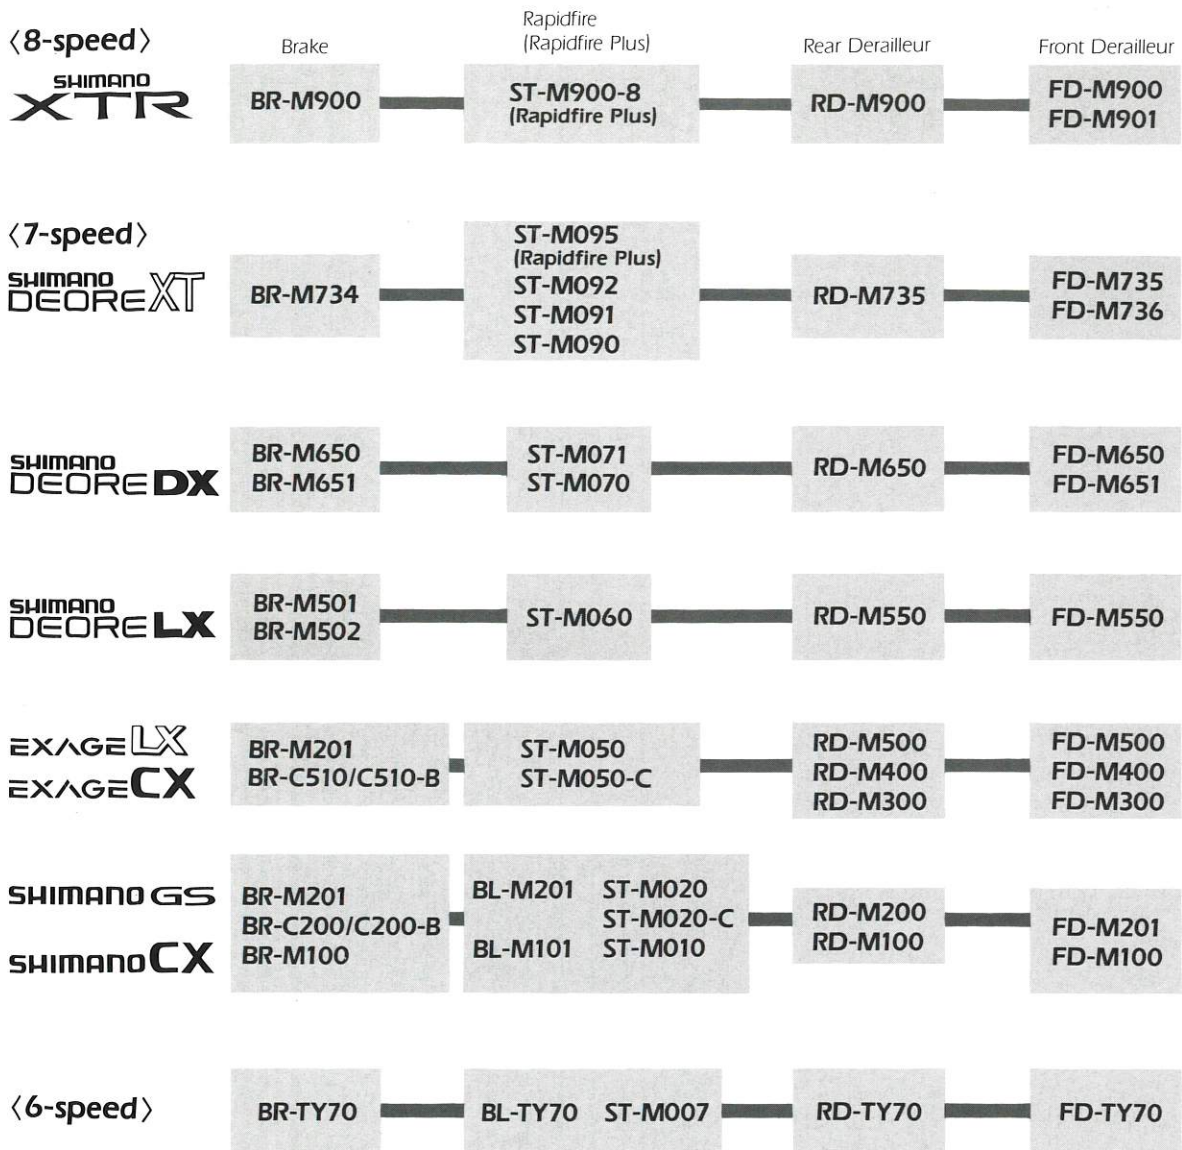 〈8-speed〉
Brake
Rapidfire
(Rapidfire Plus)
Rear Derailleur
Front Derailleur
SHIMANO
XTR
BR-M900
ST-M900-8
(Rapidfire Plus)
RD-M900
FD-M900
FD-M901
〈7-speed〉
SHIMANO
DEORE XT
BR-M734
ST-M095
(Rapidfire Plus)
ST-M092
ST-M091
ST-M090
RD-M735
FD-M735
FD-M736
SHIMANO
DEORE DX
BR-M650
BR-M651
ST-M071
ST-M070
RD-M650
FD-M650
FD-M651
SHIMANO
DEORE LX
BR-M501
BR-M502
ST-M060
RD-M550
FD-M550
EXAGE LX
EXAGE CX
BR-M201
BR-C510/C510-B
ST-M050
ST-M050-C
RD-M500
RD-M400
RD-M300
FD-M500
FD-M400
FD-M300
SHIMANO GS
SHIMANO CX
BR-M201
BR-C200/C200-B
BR-M100
BL-M201 ST-M020
ST-M020-C
BL-M101 ST-M010
RD-M200
RD-M100
FD-M201
FD-M100
〈6-speed〉
BR-TY70
BL-TY70 ST-M007
RD-TY70
FD-TY70